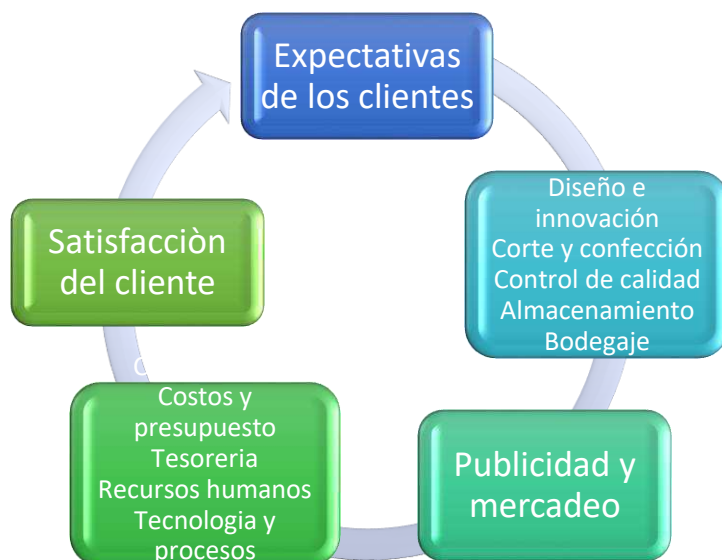 Expectativas
de los clientes
Diseño e
innovación
Corte y confección
Control de calidad
Almacenamiento
Bodegaje
Publicidad y
mercadeo
Costos y
presupuesto
Tesoreria
Recursos humanos
Tecnologia y
procesos
Satisfacciòn
del cliente